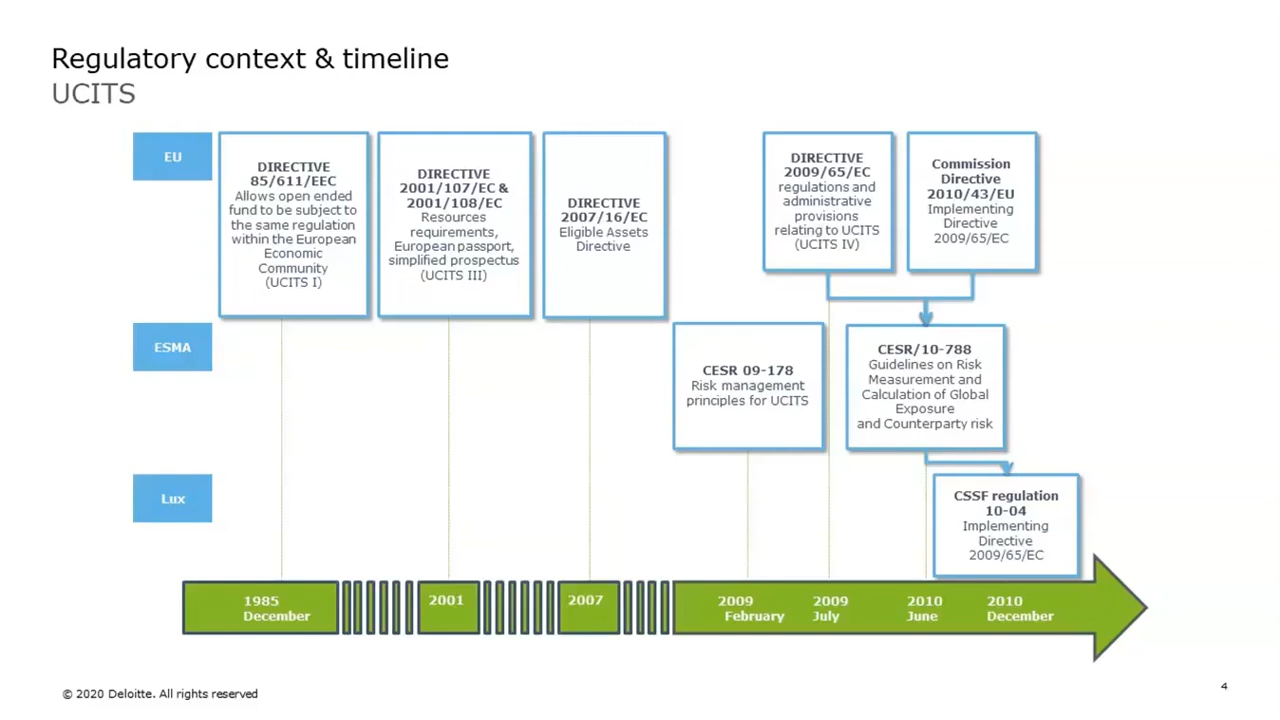 Regulatory context & timeline
UCITS
EU
DIRECTIVE
85/611/EEC
Allows open ended
fund to be subject to
the same regulation
within the European
Economic
Community
(UCITS I)
DIRECTIVE
2001/107/EC &
2001/108/EC
Resources
requirements,
European passport,
simplified prospectus
(UCITS III)
DIRECTIVE
2007/16/EC
Eligible Assets
Directive
DIRECTIVE
2009/65/EC
regulations and
administrative
provisions
relating to UCITS
(UCITS IV)
Commission
Directive
2010/43/EU
Implementing
Directive
2009/65/EC
ESMA
CESR 09-178
Risk management
principles for UCITS
CESR/10-788
Guidelines on Risk
Measurement and
Calculation of Global
Exposure
and Counterparty risk
Lux
CSSF regulation
10-04
Implementing
Directive
2009/65/EC
1985
December
2001
2007
2009
February
2009
July
2010
June
2010
December
© 2020 Deloitte. All rights reserved
4